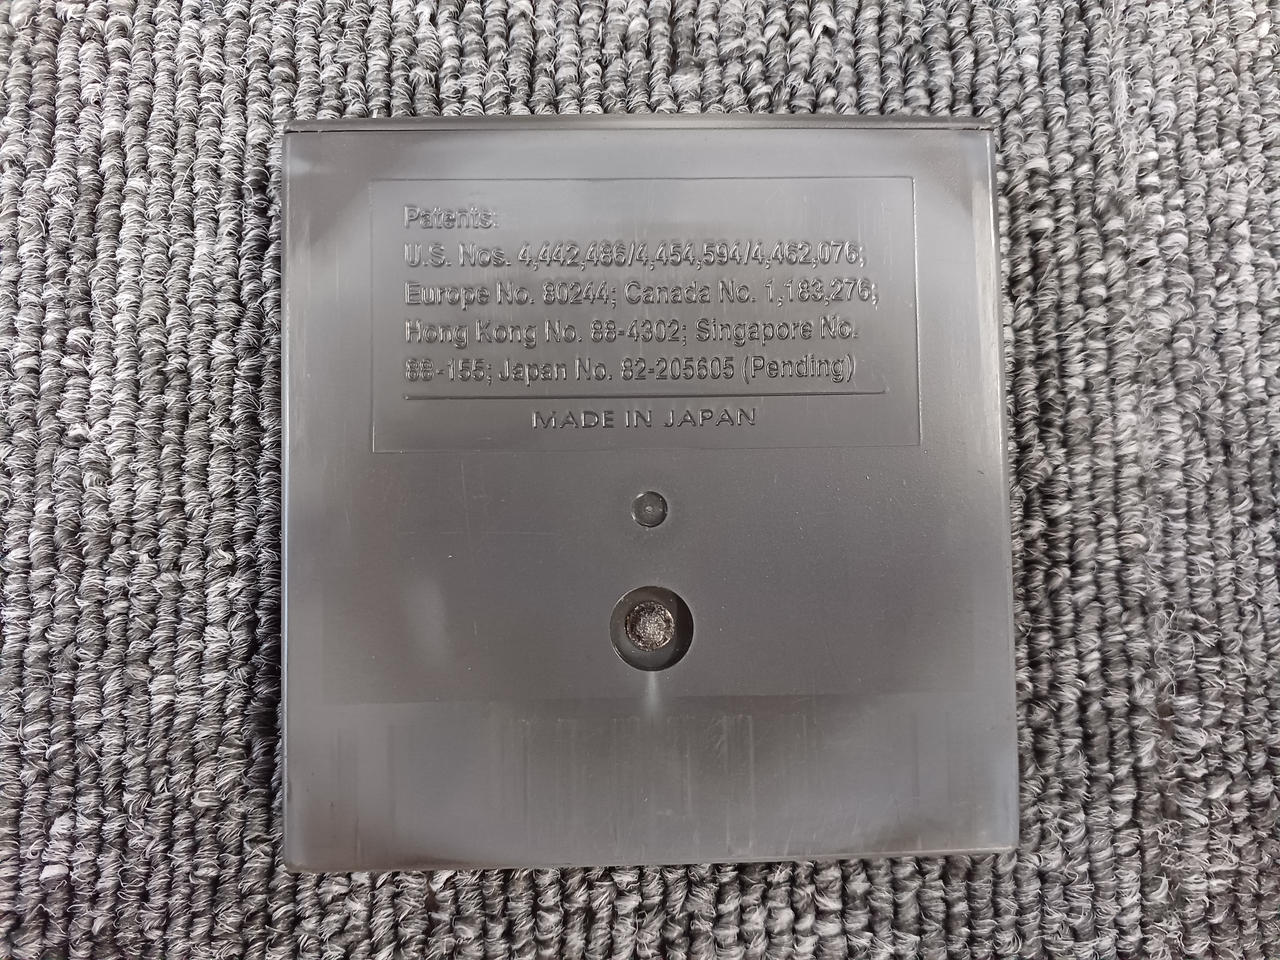 Patents:
U.S. Nos. 4,442,486/4,454,594/4,462,076;
Europe No. 80244; Canada No. 1,183,276;
Hong Kong No. 88-4302; Singapore No.
88-155; Japan No. 82-205605 (Pending)
MADE IN JAPAN